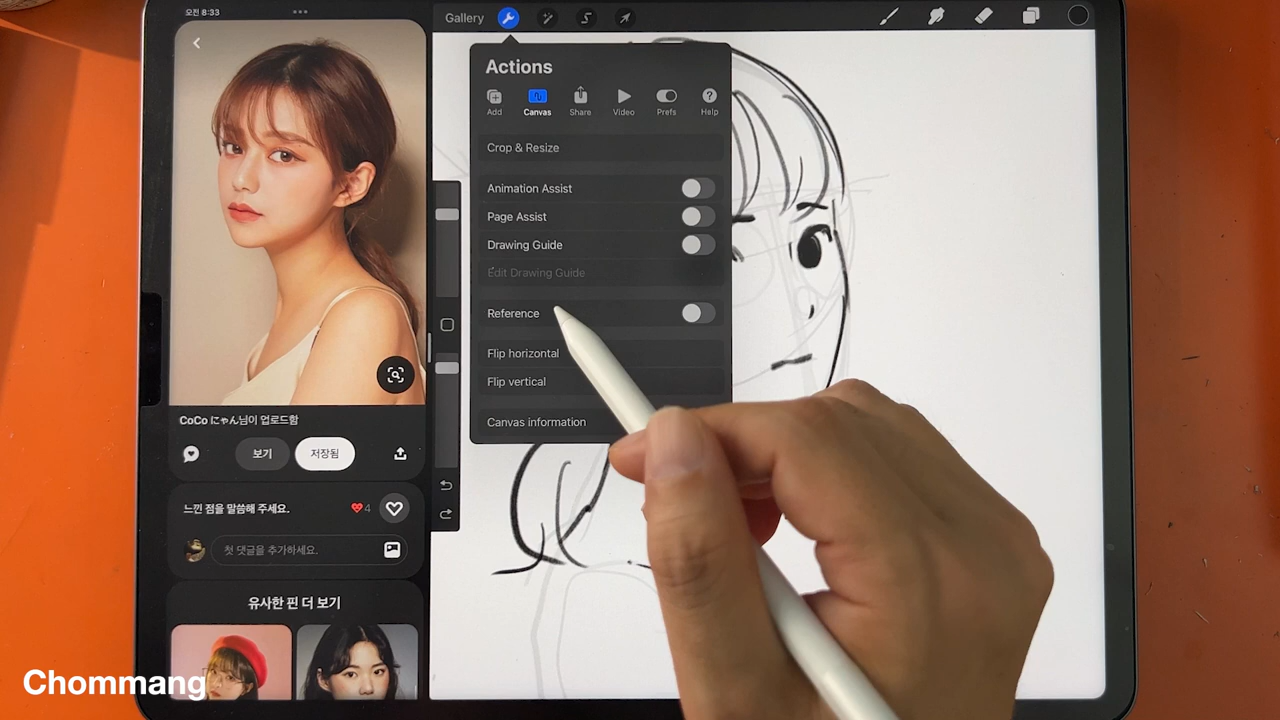 오전 8:33
CoCo にゃん님이 업로드함
보기
저장됨
느낀 점을 말씀해 주세요.
4
첫 댓글을 추가하세요.
유사한 핀 더 보기
Gallery
Actions
Add
Canvas
Share
Video
Prefs
Help
Crop & Resize
Animation Assist
Page Assist
Drawing Guide
Edit Drawing Guide
Reference
Flip horizontal
Flip vertical
Canvas information
Chommang